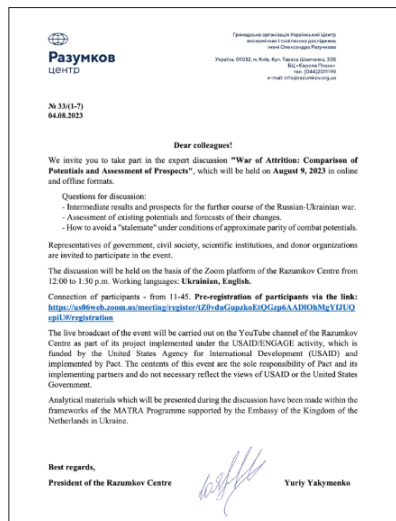 Разумков
центр
Громадська організація Український Центр
економічних і політичних досліджень
імені Олександра Разумкова
Україна, 01032, м. Київ, бул. Тараса Шевченка, 33В
БЦ «Європа Плаза»
тел. (044)2011198
e-mail: info@razumkov.org.ua
№ 33/(1-7)
04.08.2023
Dear colleagues!
We invite you to take part in the expert discussion "War of Attrition: Comparison of
Potentials and Assessment of Prospects", which will be held on August 9, 2023 in online
and offline formats.
Questions for discussion:
- Intermediate results and prospects for the further course of the Russian-Ukrainian war.
- Assessment of existing potentials and forecasts of their changes.
- How to avoid a "stalemate" under conditions of approximate parity of combat potentials.
Representatives of government, civil society, scientific institutions, and donor organizations
are invited to participate in the event.
The discussion will be held on the basis of the Zoom platform of the Razumkov Centre from
12:00 to 1:30 p.m. Working languages: Ukrainian, English.
Connection of participants - from 11-45. Pre-registration of participants via the link:
The live broadcast of the event will be carried out on the YouTube channel of the Razumkov
Centre as part of its project implemented under the USAID/ENGAGE activity, which is
funded by the United States Agency for International Development (USAID) and
implemented by Pact. The contents of this event are the sole responsibility of Pact and its
implementing partners and do not necessary reflect the views of USAID or the United States
Government.
Analytical materials which will be presented during the discussion have been made within the
frameworks of the MATRA Programme supported by the Embassy of the Kingdom of the
Netherlands in Ukraine.
Best regards,
President of the Razumkov Centre
Yuriy Yakymenko